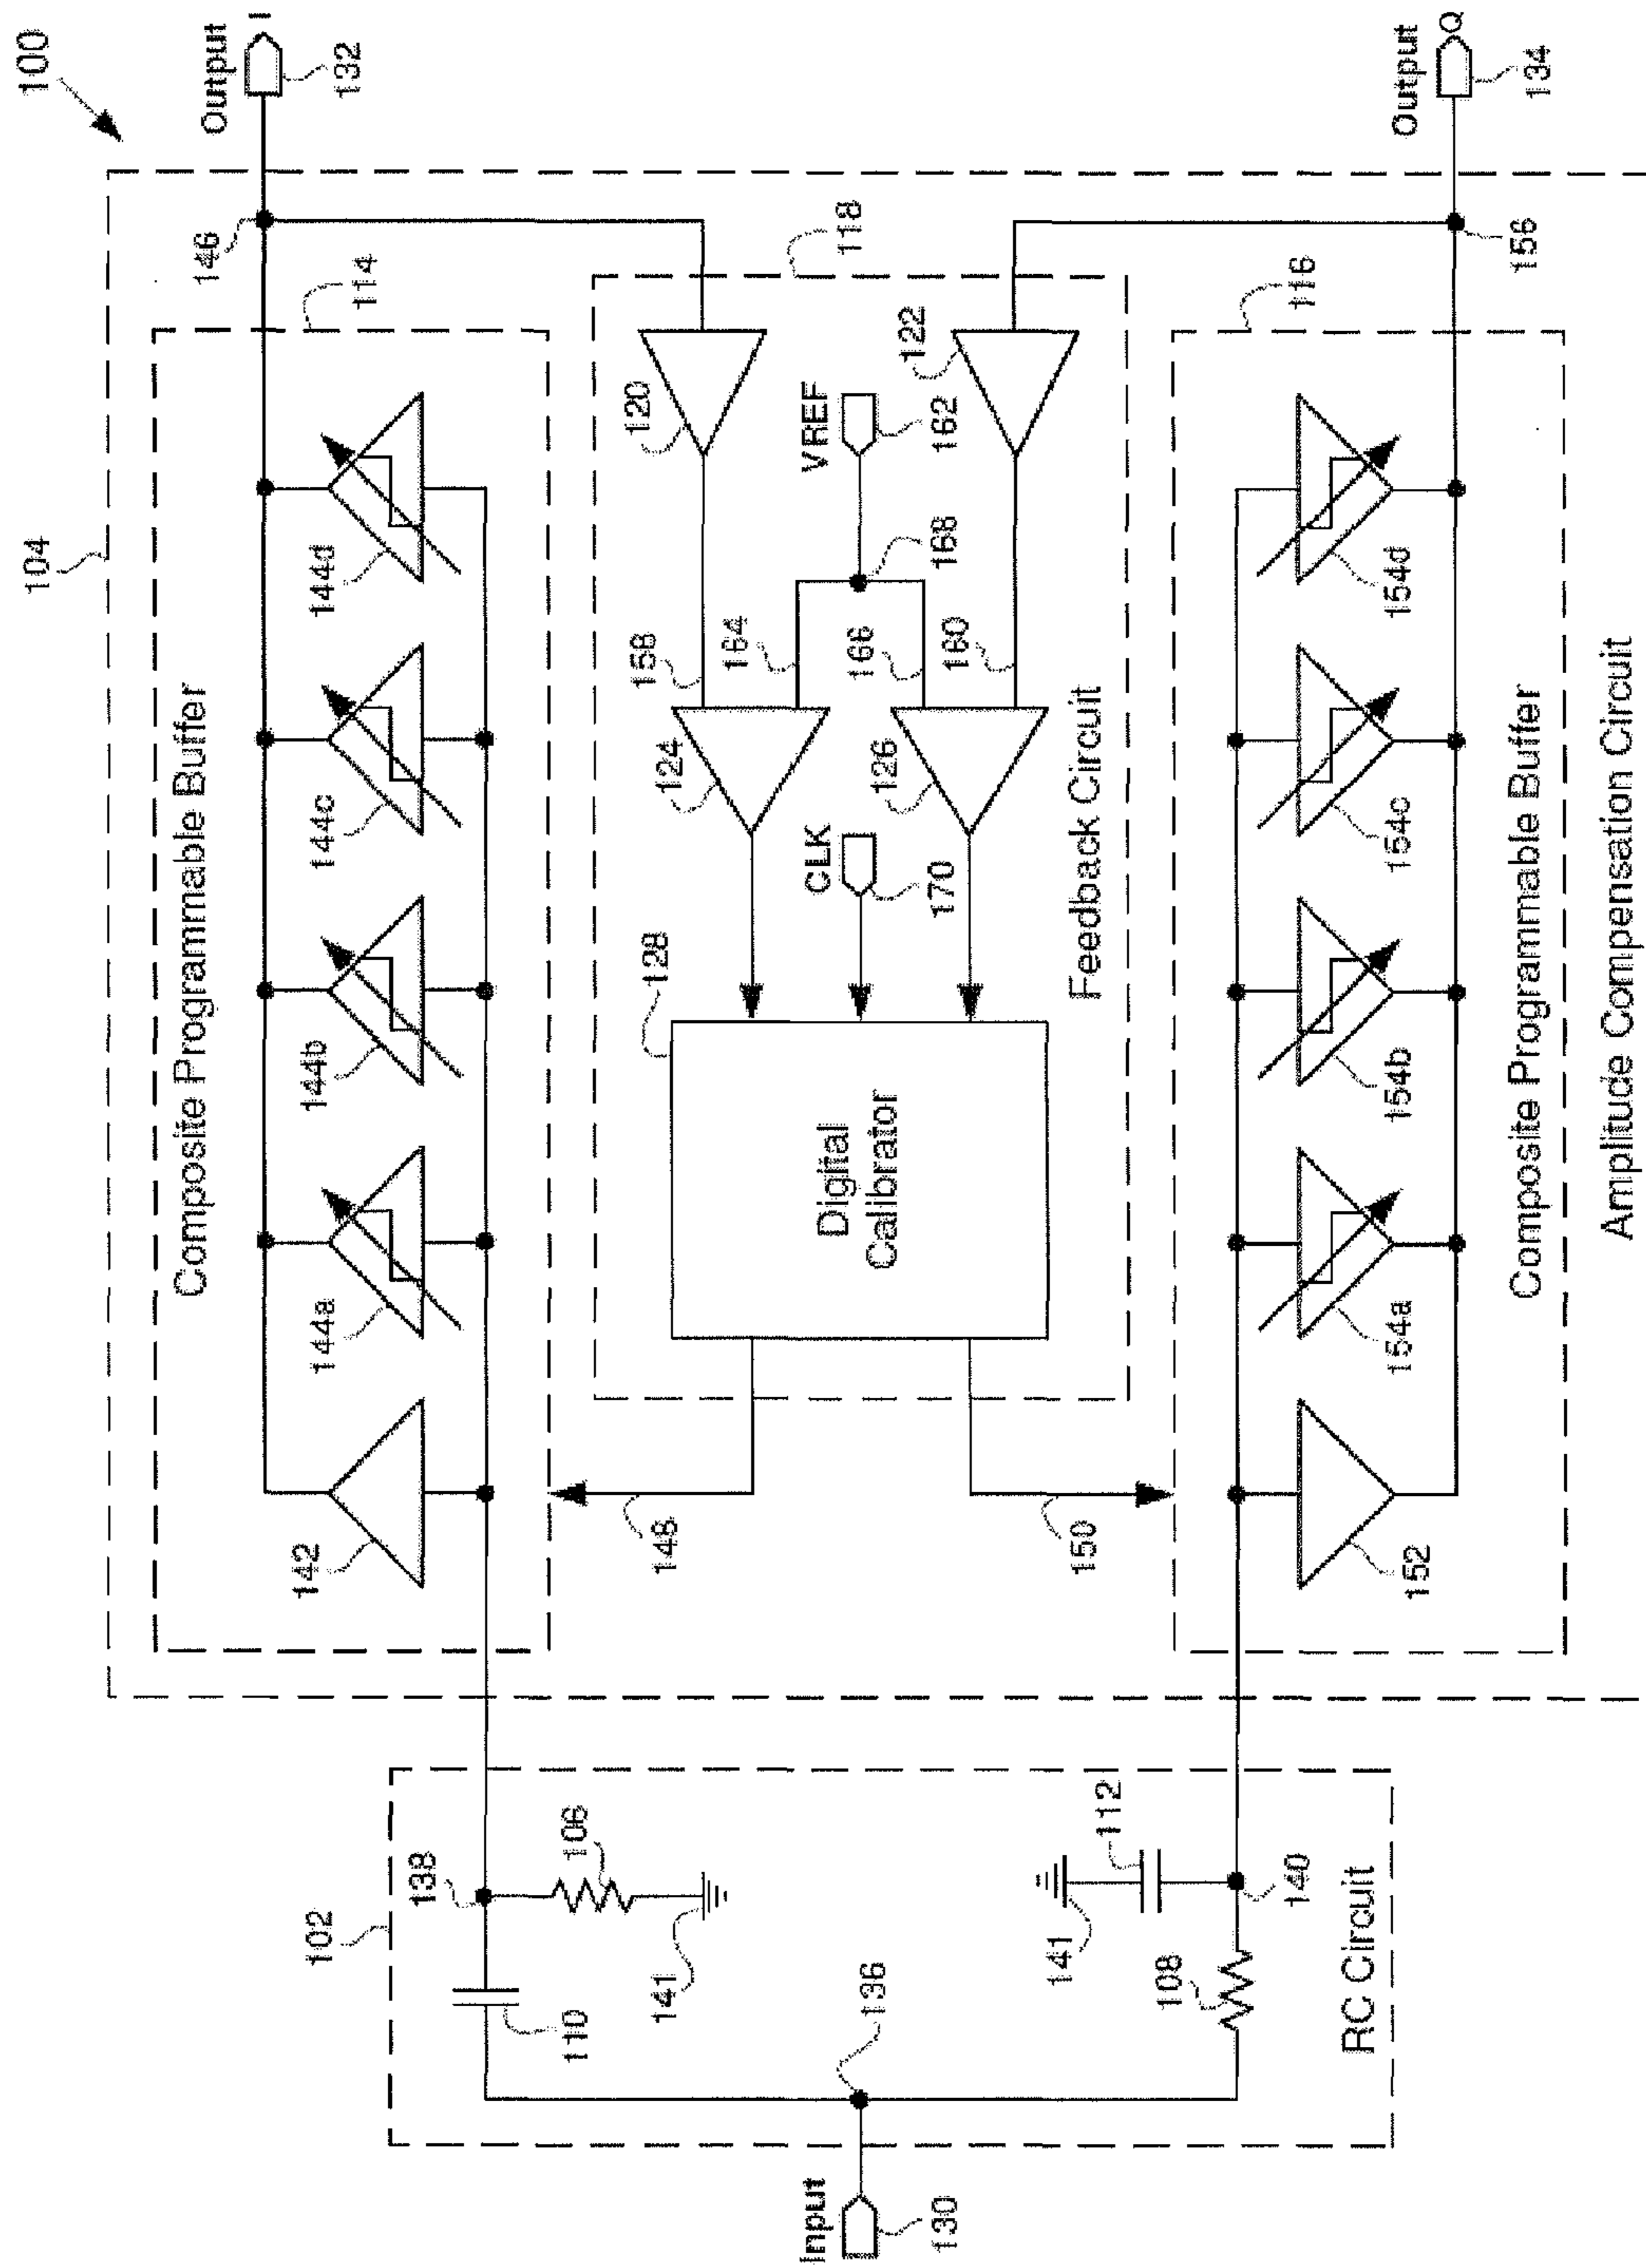 100
104
Output I
132
146
114
Composite Programmable Buffer
142
144a
144b
144c
144d
118
120
122
VREF
162
158
164
168
166
160
124
126
CLK
170
128
Digital
Calibrator
Feedback Circuit
148
150
116
152
154a
154b
154c
154d
Composite Programmable Buffer
Output Q
134
156
Amplitude Compensation Circuit
102
138
106
141
110
136
112
141
140
108
RC Circuit
Input
130